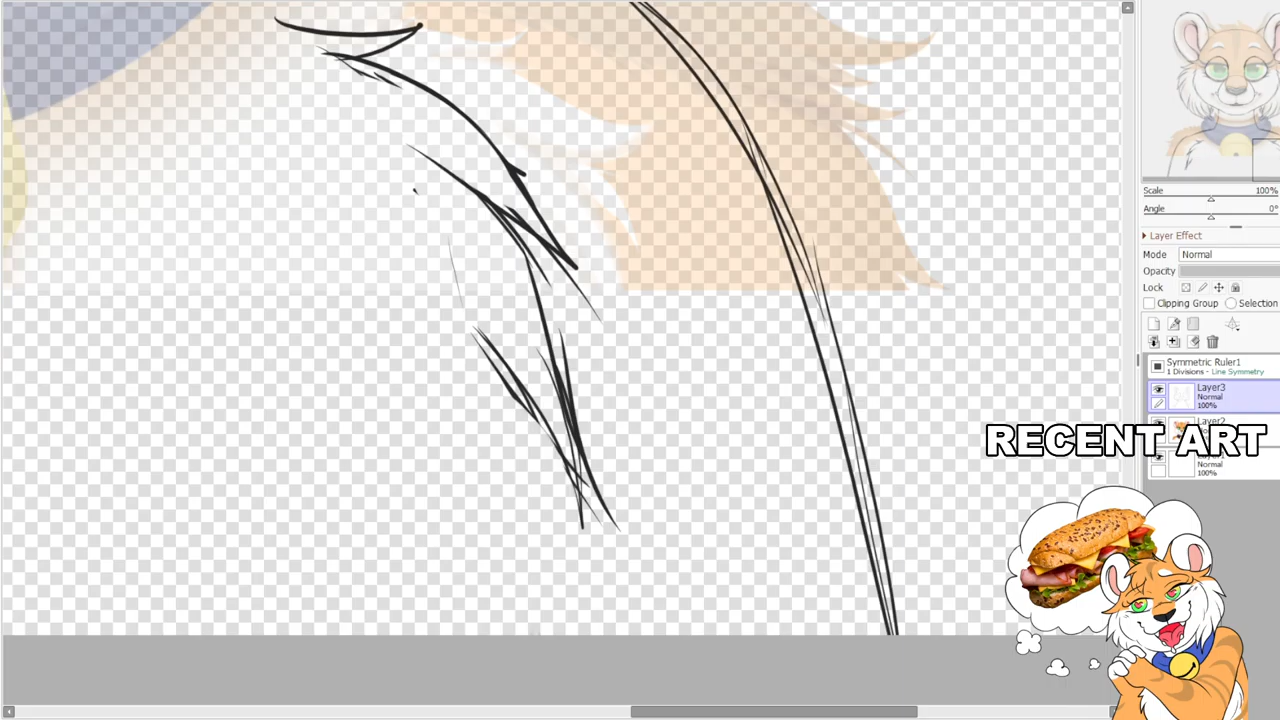 Scale 100%
Angle 0°
Layer Effect
Mode Normal
Opacity
Lock
Clipping Group Selection
Symmetric Ruler1
1 Divisions - Line Symmetry
Layer3
Normal
100%
Layer2
RECENT ART
Normal
100%